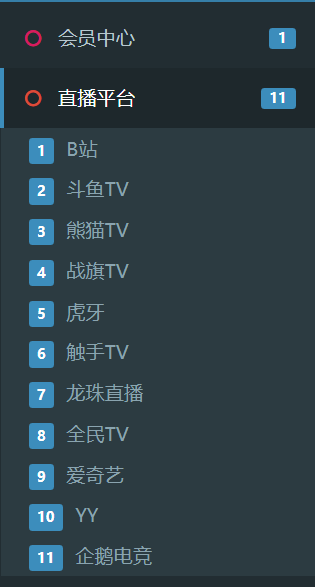 会员中心 1
直播平台 11
1 B站
2 斗鱼TV
3 熊猫TV
4 战旗TV
5 虎牙
6 触手TV
7 龙珠直播
8 全民TV
9 爱奇艺
10 YY
11 企鹅电竞